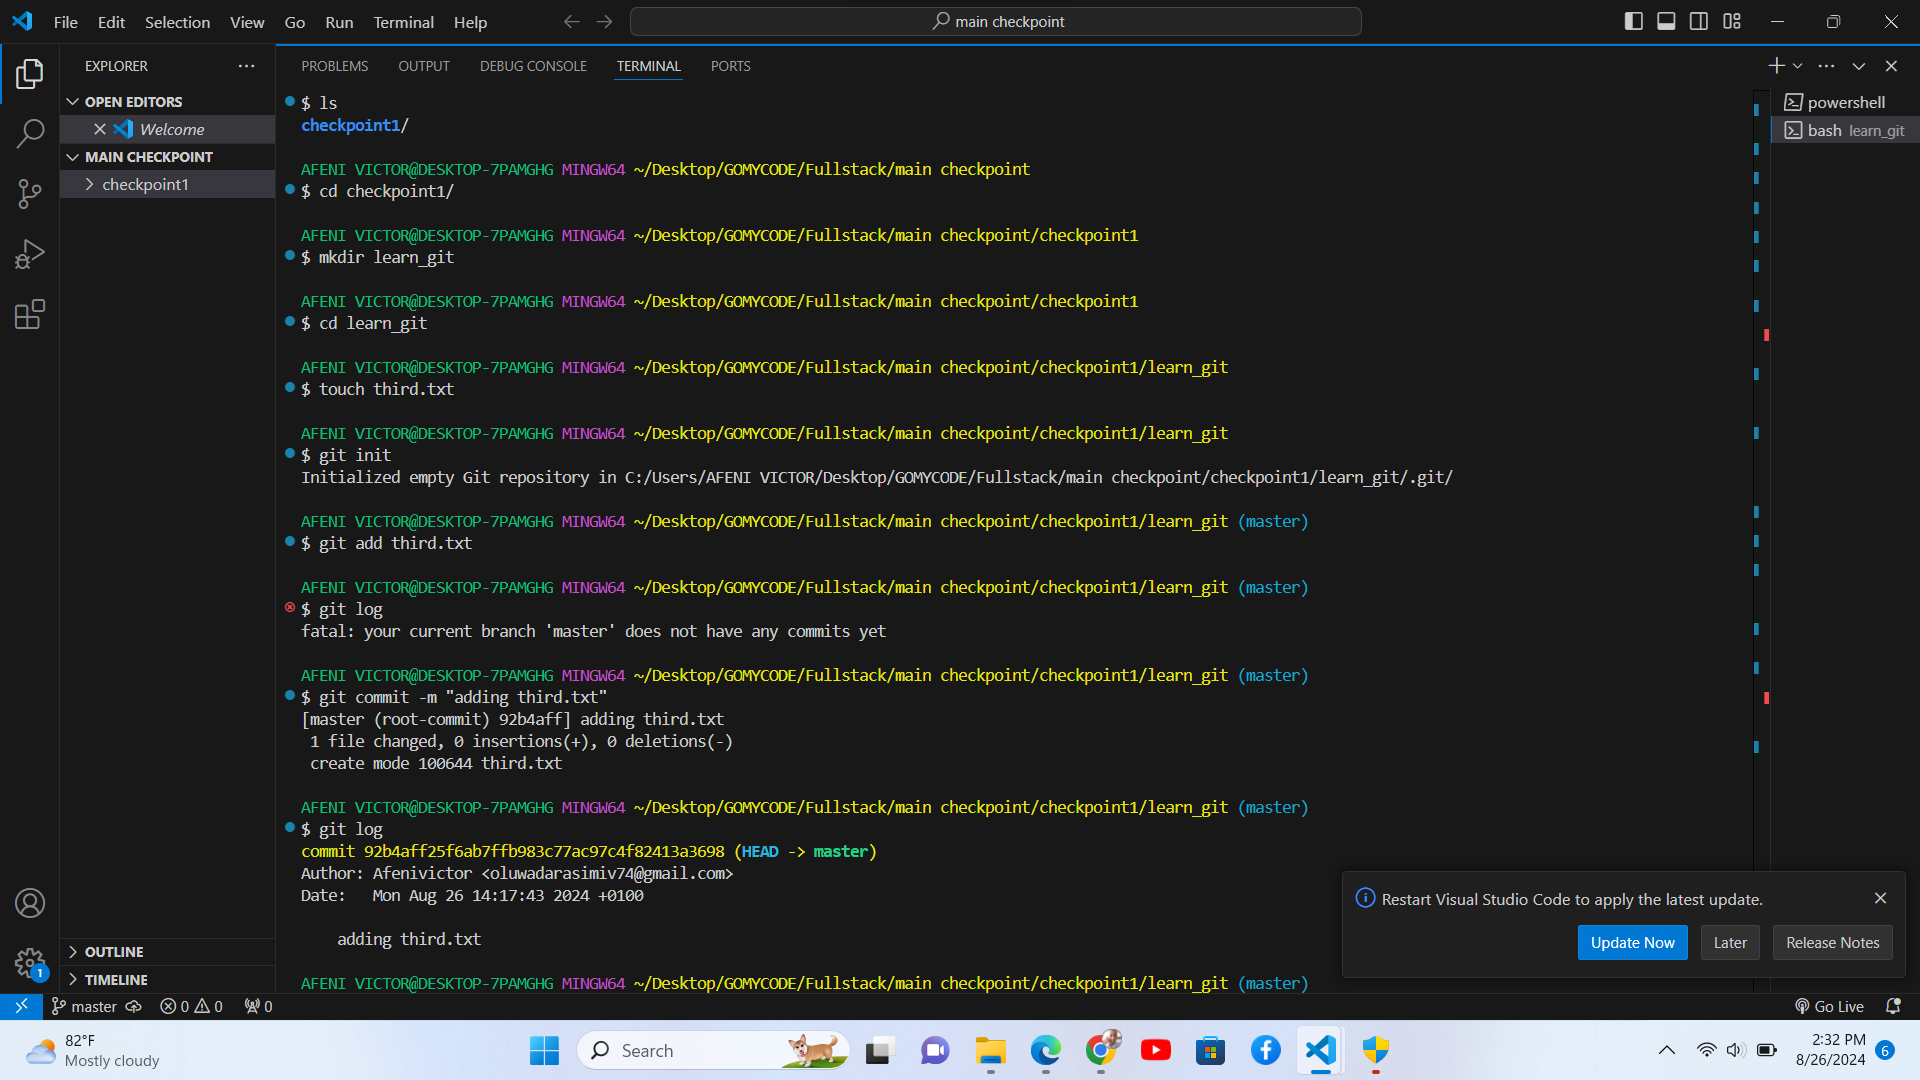 File Edit Selection View Go Run Terminal Help
main checkpoint
EXPLORER
OPEN EDITORS
Welcome
MAIN CHECKPOINT
checkpoint1
OUTLINE
TIMELINE
PROBLEMS OUTPUT DEBUG CONSOLE TERMINAL PORTS
$ ls
checkpoint1/
AFENI VICTOR@DESKTOP-7PAMGHG MINGW64 ~/Desktop/GOMYCODE/Fullstack/main checkpoint
$ cd checkpoint1/
AFENI VICTOR@DESKTOP-7PAMGHG MINGW64 ~/Desktop/GOMYCODE/Fullstack/main checkpoint/checkpoint1
$ mkdir learn_git
AFENI VICTOR@DESKTOP-7PAMGHG MINGW64 ~/Desktop/GOMYCODE/Fullstack/main checkpoint/checkpoint1
$ cd learn_git
AFENI VICTOR@DESKTOP-7PAMGHG MINGW64 ~/Desktop/GOMYCODE/Fullstack/main checkpoint/checkpoint1/learn_git
$ touch third.txt
AFENI VICTOR@DESKTOP-7PAMGHG MINGW64 ~/Desktop/GOMYCODE/Fullstack/main checkpoint/checkpoint1/learn_git
$ git init
Initialized empty Git repository in C:/Users/AFENI VICTOR/Desktop/GOMYCODE/Fullstack/main checkpoint/checkpoint1/learn_git/.git/
AFENI VICTOR@DESKTOP-7PAMGHG MINGW64 ~/Desktop/GOMYCODE/Fullstack/main checkpoint/checkpoint1/learn_git (master)
$ git add third.txt
AFENI VICTOR@DESKTOP-7PAMGHG MINGW64 ~/Desktop/GOMYCODE/Fullstack/main checkpoint/checkpoint1/learn_git (master)
$ git log
fatal: your current branch 'master' does not have any commits yet
AFENI VICTOR@DESKTOP-7PAMGHG MINGW64 ~/Desktop/GOMYCODE/Fullstack/main checkpoint/checkpoint1/learn_git (master)
$ git commit -m "adding third.txt"
[master (root-commit) 92b4aff] adding third.txt
1 file changed, 0 insertions(+), 0 deletions(-)
create mode 100644 third.txt
AFENI VICTOR@DESKTOP-7PAMGHG MINGW64 ~/Desktop/GOMYCODE/Fullstack/main checkpoint/checkpoint1/learn_git (master)
$ git log
commit 92b4aff25f6ab7ffb983c77ac97c4f82413a3698 (HEAD -> master)
Author: Afenivictor <oluwadarasimiv74@gmail.com>
Date: Mon Aug 26 14:17:43 2024 +0100
adding third.txt
AFENI VICTOR@DESKTOP-7PAMGHG MINGW64 ~/Desktop/GOMYCODE/Fullstack/main checkpoint/checkpoint1/learn_git (master)
powershell
bash learn_git
Restart Visual Studio Code to apply the latest update.
Update Now Later Release Notes
1
master 0 0 0 Go Live
82°F
Mostly cloudy
Search
2:32 PM
8/26/2024
6